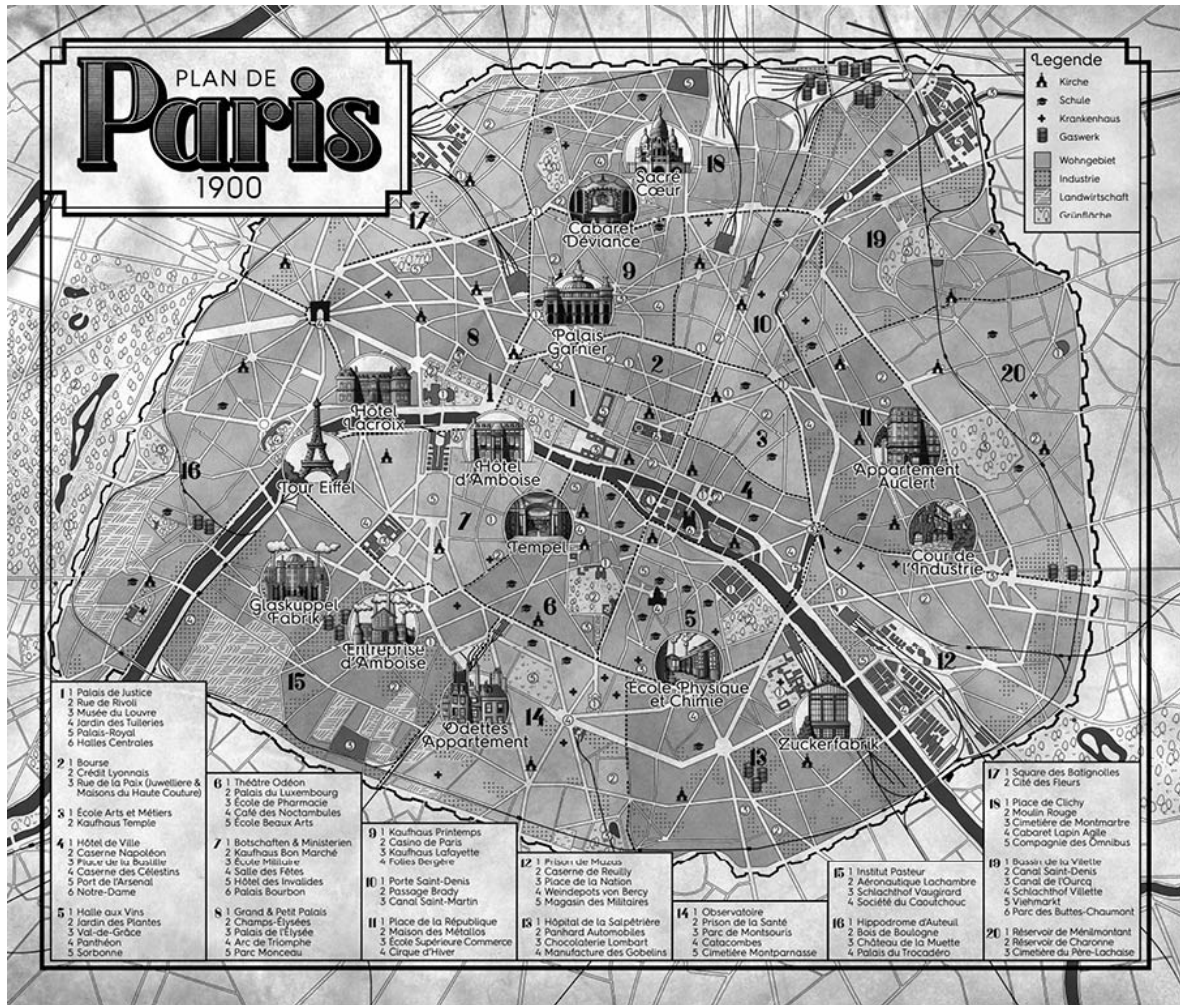 PLAN DE
Paris
1900
Legende
Kirche
Schule
Krankenhaus
Gaswerk
Wohngebiet
Industrie
Landwirtschaft
Grünfläche
Sacré
Cœur
18
Cabaret
Déviance
17
19
9
Palais
Garnier
8
10
2
20
1
Hôtel
Lacroix
3
11
Appartement
Auclert
16
Tour Eiffel
Hôtel
d'Amboise
4
7
Tempel
Cour de
l'Industrie
Glaskuppel
Fabrik
6
5
Entreprise
d'Amboise
École Physique
et Chimie
12
15
Odettes
Appartement
14
Zuckerfabrik
13
1 1 Palais de Justice
2 Rue de Rivoli
3 Musée du Louvre
4 Jardin des Tuileries
5 Palais-Royal
6 Halles Centrales
2 1 Bourse
2 Crédit Lyonnais
3 Rue de la Paix (Juwelliere &
Maisons du Haute Couture)
3 1 École Arts et Métiers
2 Kaufhaus Temple
4 1 Hôtel de Ville
2 Caserne Napoléon
3 Place de la Bastille
4 Caserne des Célestins
5 Port de l'Arsenal
6 Notre-Dame
5 1 Halle aux Vins
2 Jardin des Plantes
3 Val-de-Grâce
4 Panthéon
5 Sorbonne
6 1 Théâtre Odéon
2 Palais du Luxembourg
3 École de Pharmacie
4 Café des Noctambules
5 École Beaux Arts
7 1 Botschaften & Ministerien
2 Kaufhaus Bon Marché
3 École Militaire
4 Salle des Fêtes
5 Hôtel des Invalides
6 Palais Bourbon
8 1 Grand & Petit Palais
2 Champs-Élysées
3 Palais de l'Élysée
4 Arc de Triomphe
5 Parc Monceau
9 1 Kaufhaus Printemps
2 Casino de Paris
3 Kaufhaus Lafayette
4 Folies Bergère
10 1 Porte Saint-Denis
2 Passage Brady
3 Canal Saint-Martin
11 1 Place de la République
2 Maison des Métallos
3 École Supérieure Commerce
4 Cirque d'Hiver
12 1 Prison de Mazas
2 Caserne de Reuilly
3 Place de la Nation
4 Weindepots von Bercy
5 Magasin des Militaires
13 1 Hôpital de la Salpêtrière
2 Panhard Automobiles
3 Chocolaterie Lombart
4 Manufacture des Gobelins
14 1 Observatoire
2 Prison de la Santé
3 Parc de Montsouris
4 Catacombes
5 Cimetière Montparnasse
15 1 Institut Pasteur
2 Aéronautique Lachambre
3 Schlachthof Vaugirard
4 Société du Caoutchouc
16 1 Hippodrome d'Auteuil
2 Bois de Boulogne
3 Château de la Muette
4 Palais du Trocadéro
17 1 Square des Batignolles
2 Cité des Fleurs
18 1 Place de Clichy
2 Moulin Rouge
3 Cimetière de Montmartre
4 Cabaret Lapin Agile
5 Compagnie des Omnibus
19 1 Bassin de la Villette
2 Canal Saint-Denis
3 Canal de l'Ourcq
4 Schlachthof Villette
5 Viehmarkt
6 Parc des Buttes-Chaumont
20 1 Réservoir de Ménilmontant
2 Réservoir de Charonne
3 Cimetière du Père-Lachaise